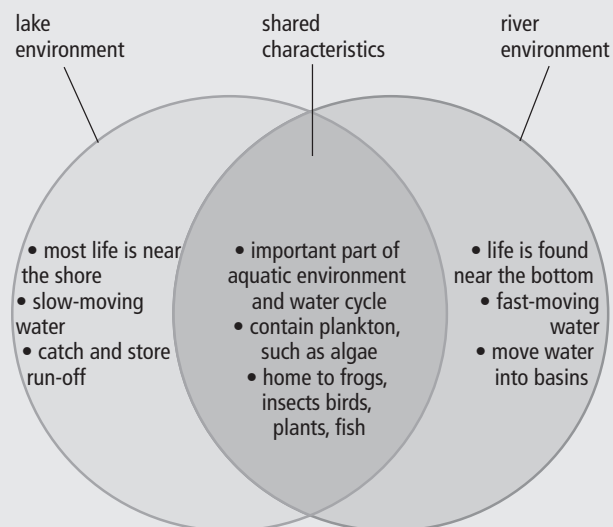 lake
environment
shared
characteristics
river
environment
• most life is near
the shore
• slow-moving
water
• catch and store
run-off
• important part of
aquatic environment
and water cycle
• contain plankton,
such as algae
• home to frogs,
insects birds,
plants, fish
• life is found
near the bottom
• fast-moving
water
• move water
into basins